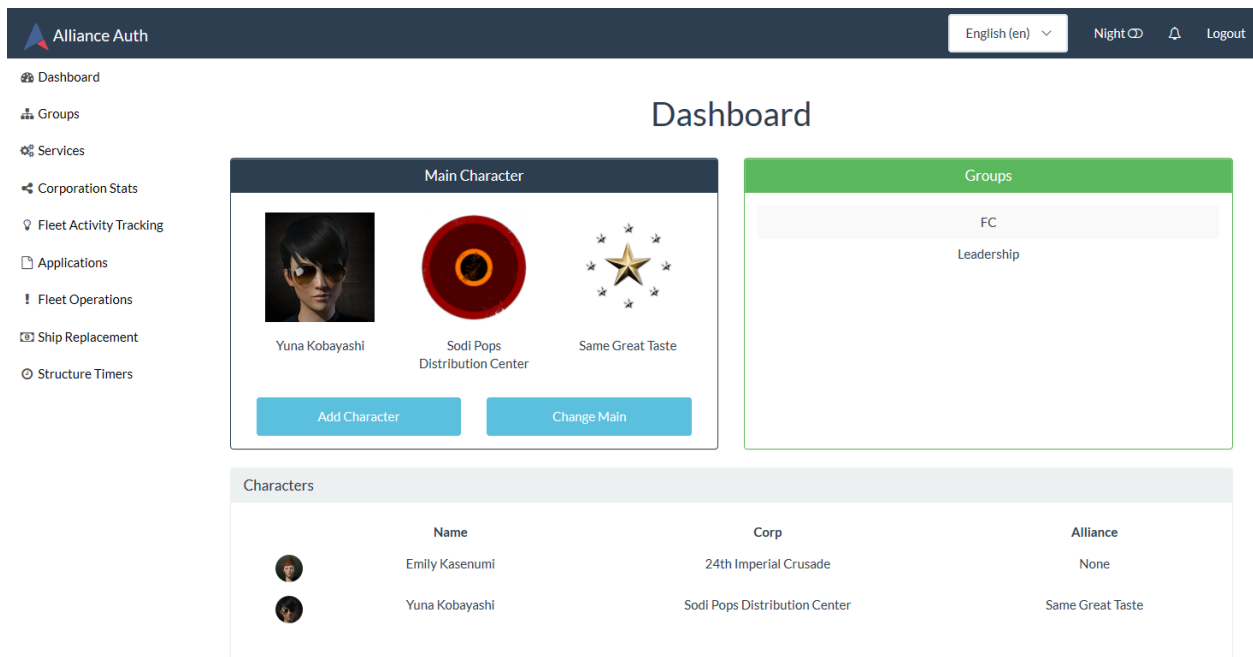 Alliance Auth
English (en)
Night
Logout
Dashboard
Groups
Services
Corporation Stats
Fleet Activity Tracking
Applications
Fleet Operations
Ship Replacement
Structure Timers
Dashboard
Main Character
Yuna Kobayashi
Sodi Pops
Distribution Center
Same Great Taste
Add Character
Change Main
Groups
FC
Leadership
Characters
Name Corp Alliance
Emily Kasenumi 24th Imperial Crusade None
Yuna Kobayashi Sodi Pops Distribution Center Same Great Taste